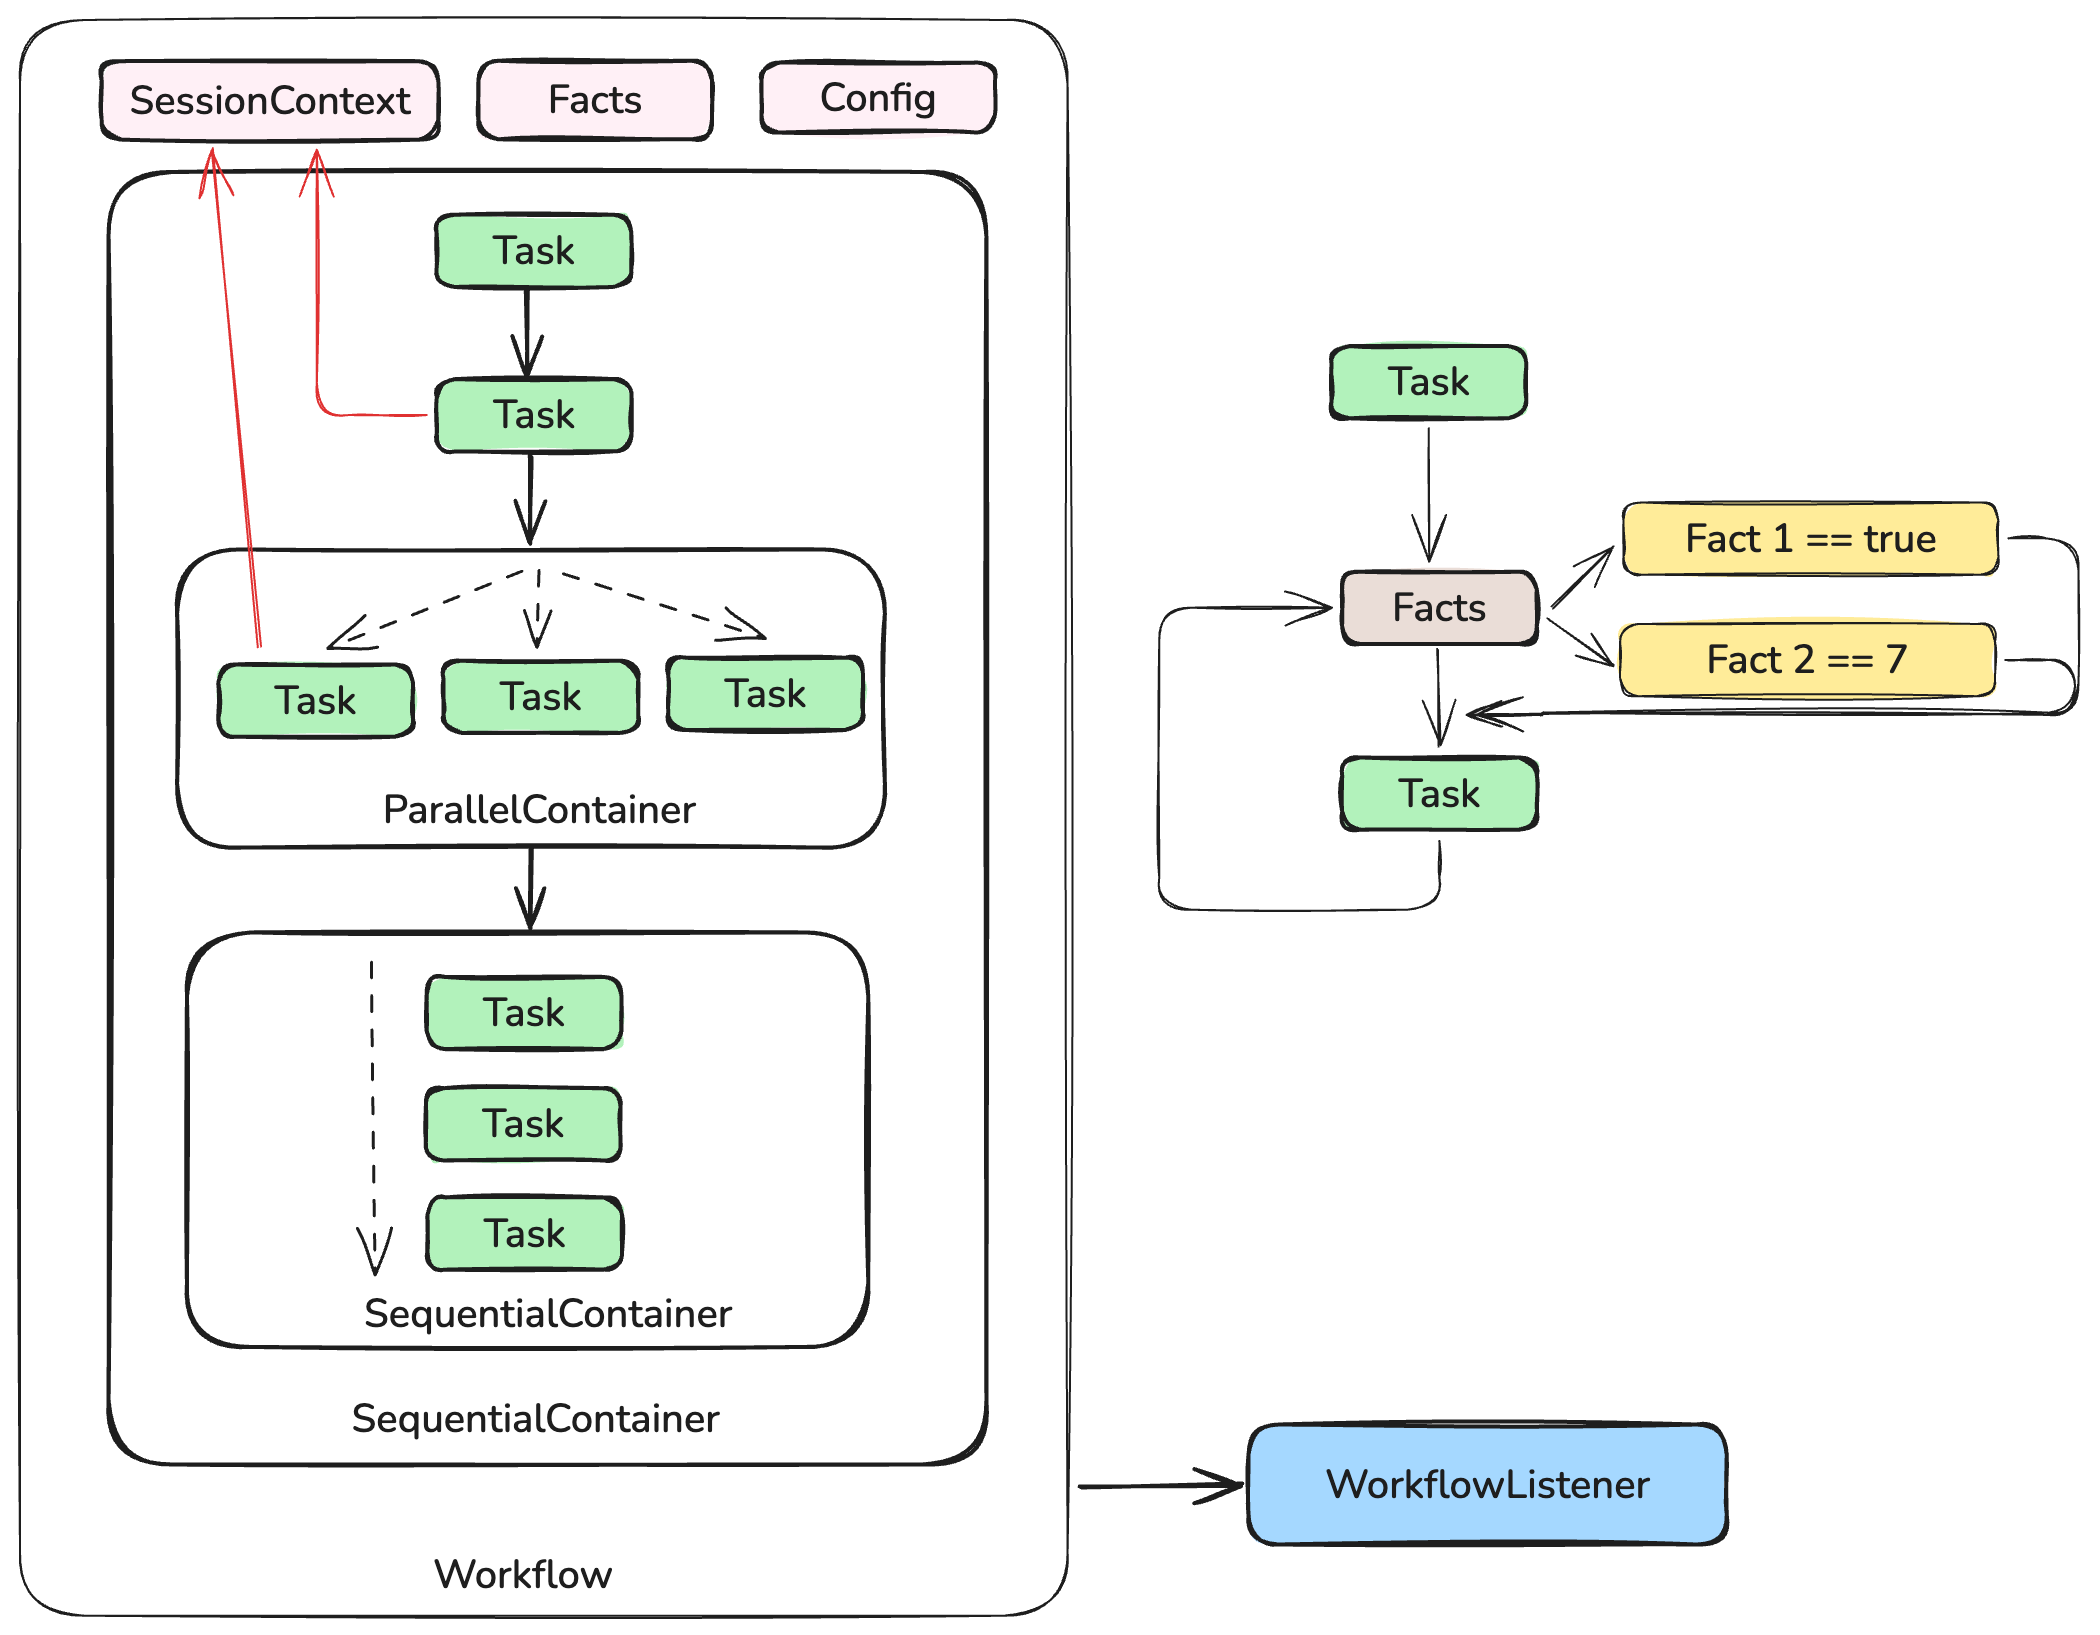 SessionContext
Facts
Config
Task
Task
Task
Task
Task
ParallelContainer
Task
Task
Task
SequentialContainer
SequentialContainer
Workflow
Task
Facts
Fact 1 == true
Fact 2 == 7
Task
WorkflowListener